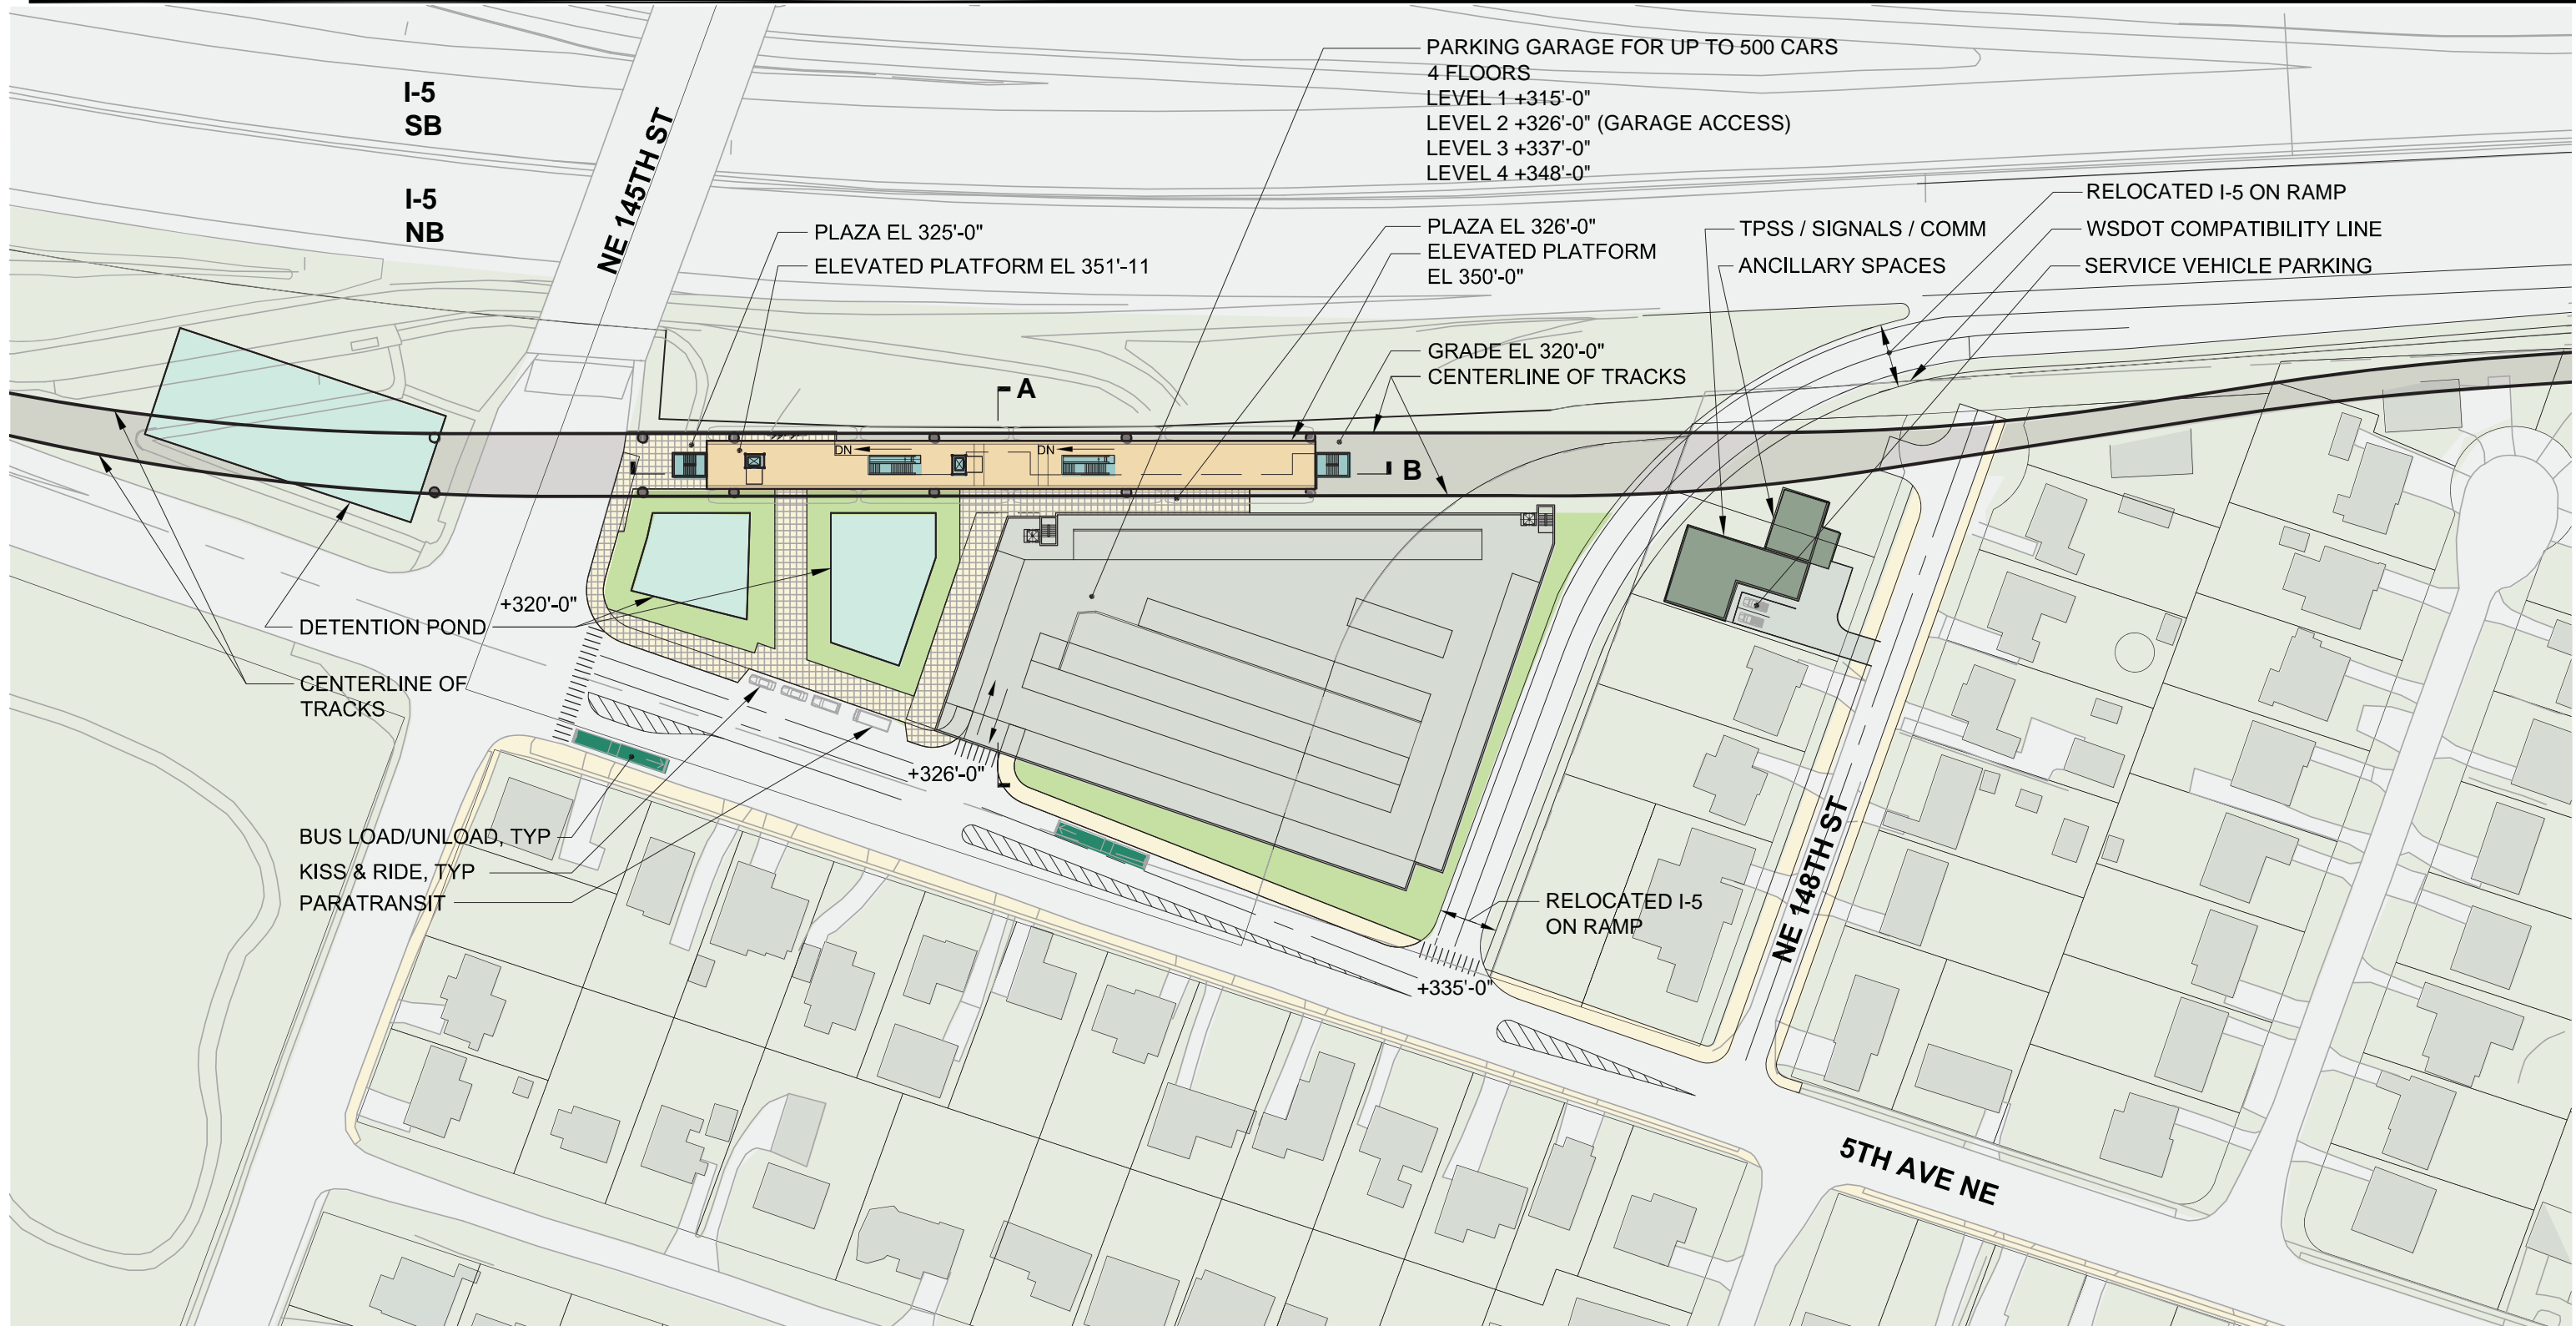 I-5
SB
I-5
NB
NE 145TH ST
PARKING GARAGE FOR UP TO 500 CARS
4 FLOORS
LEVEL 1 +315'-0"
LEVEL 2 +326'-0" (GARAGE ACCESS)
LEVEL 3 +337'-0"
LEVEL 4 +348'-0"
PLAZA EL 325'-0"
ELEVATED PLATFORM EL 351'-11
PLAZA EL 326'-0"
ELEVATED PLATFORM
EL 350'-0"
TPSS / SIGNALS / COMM
ANCILLARY SPACES
RELOCATED I-5 ON RAMP
WSDOT COMPATIBILITY LINE
SERVICE VEHICLE PARKING
GRADE EL 320'-0"
CENTERLINE OF TRACKS
A
DN
DN
B
+320'-0"
DETENTION POND
CENTERLINE OF
TRACKS
+326'-0"
BUS LOAD/UNLOAD, TYP
KISS & RIDE, TYP
PARATRANSIT
RELOCATED I-5
ON RAMP
+335'-0"
NE 148TH ST
5TH AVE NE